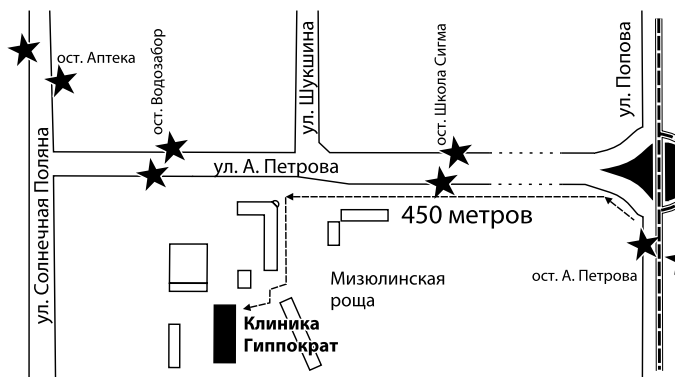 ост. Аптека
ост. Водозабор
ул. Шукшина
ост. Школа Сигма
ул. Попова
ул. Солнечная Поляна
ул. А. Петрова
450 метров
ост. А. Петрова
Мизюлинская
роща
Клиника
Гиппократ